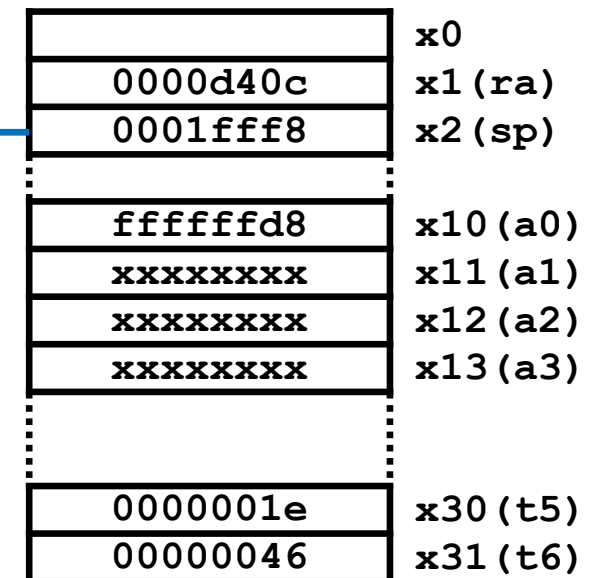 x0
0000d40c x1(ra)
0001fff8 x2(sp)
ffffffd8 x10(a0)
xxxxxxxx x11(a1)
xxxxxxxx x12(a2)
xxxxxxxx x13(a3)
0000001e x30(t5)
00000046 x31(t6)